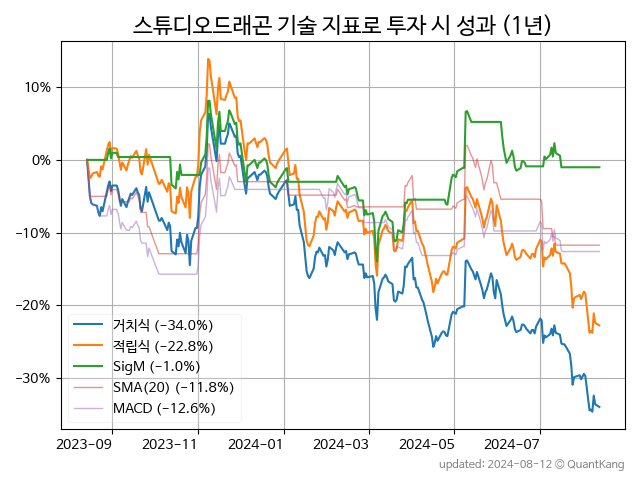 스튜디오드래곤 기술 지표로 투자 시 성과 (1년)
10%
0%
−10%
−20%
−30%
거치식 (−34.0%)
적립식 (−22.8%)
SigM (−1.0%)
SMA(20) (−11.8%)
MACD (−12.6%)
2023-09 2023-11 2024-01 2024-03 2024-05 2024-07
updated: 2024-08-12 © QuantKang